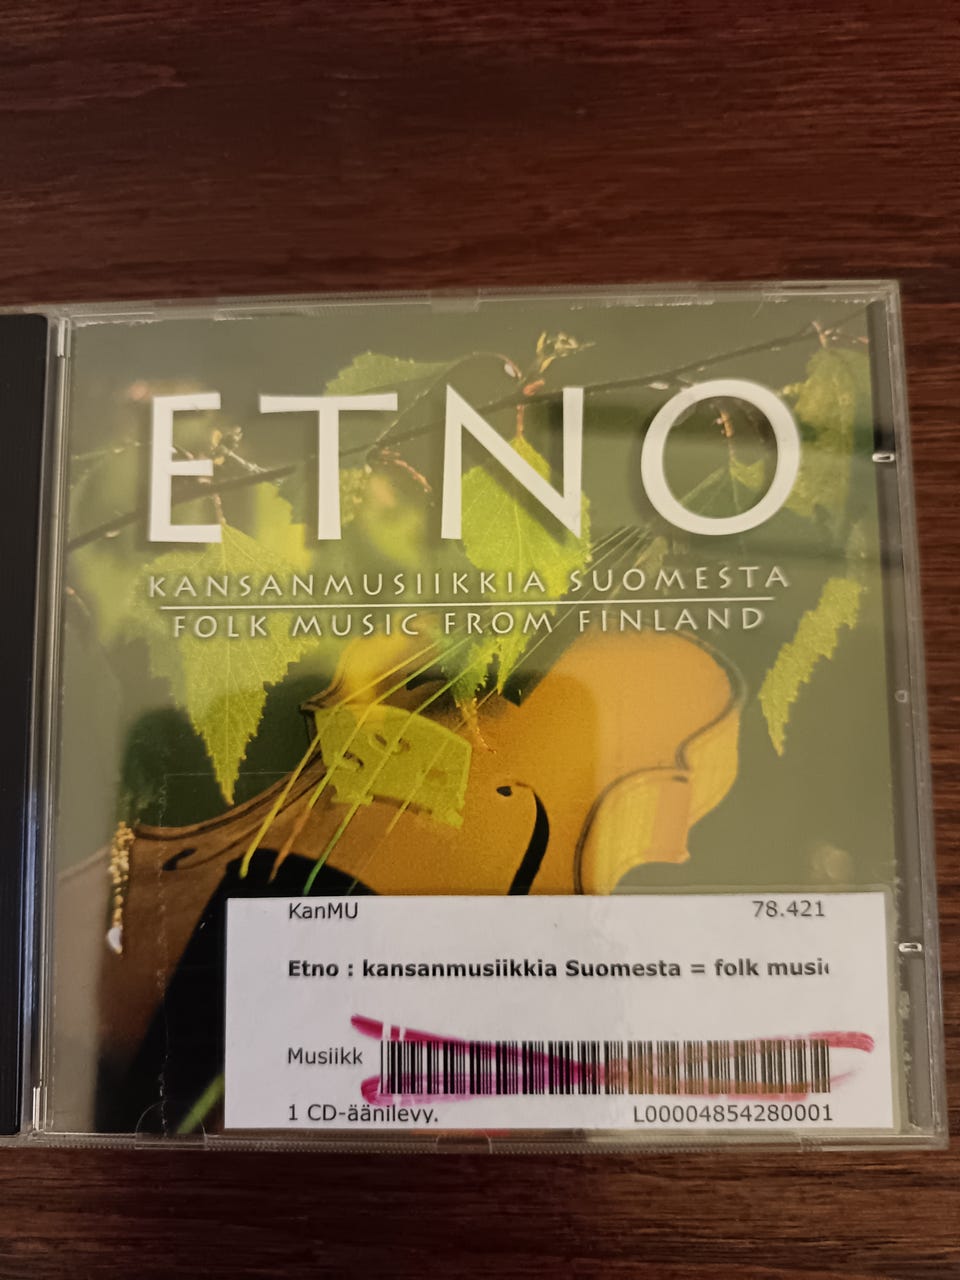 ETNO
KANSANMUSIIKKIA SUOMESTA
FOLK MUSIC FROM FINLAND
KanMU 78.421
Etno : kansanmusiikkia Suomesta = folk music
Musiikk
1 CD-äänilevy. L00004854280001